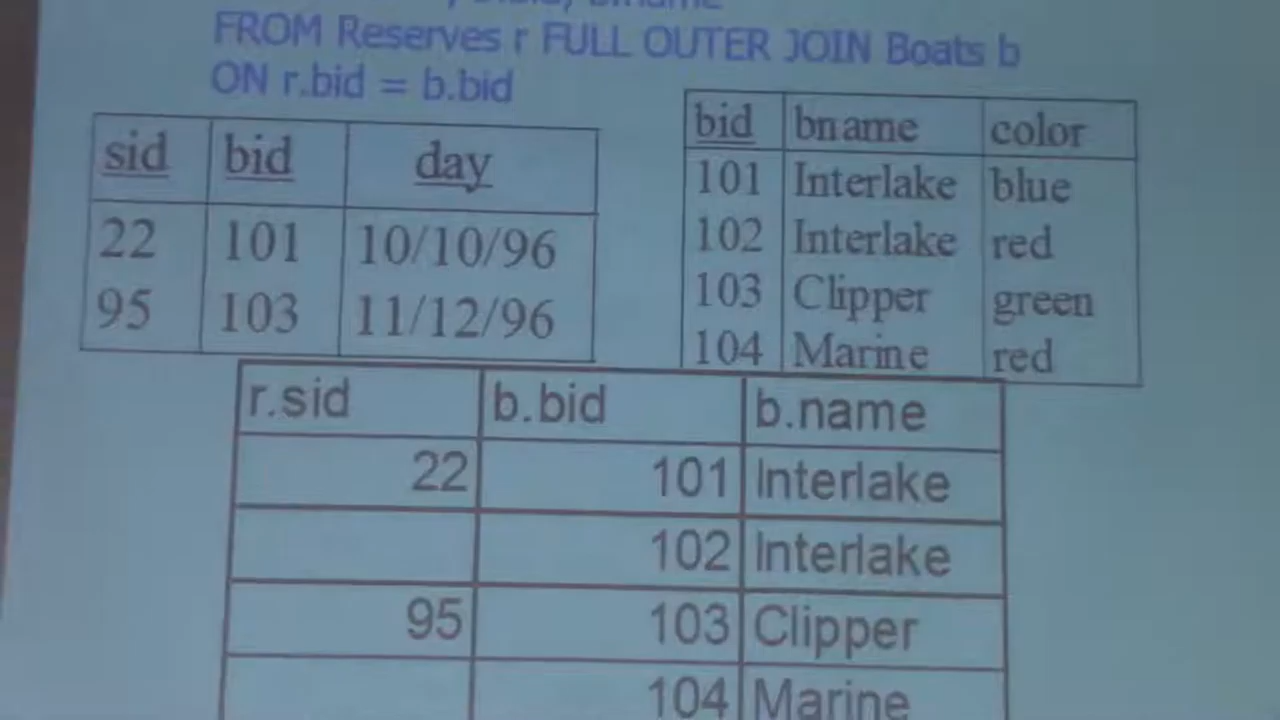 FROM Reserves r FULL OUTER JOIN Boats b
ON r.bid = b.bid
sid bid day
22 101 10/10/96
95 103 11/12/96
bid bname color
101 Interlake blue
102 Interlake red
103 Clipper green
104 Marine red
r.sid b.bid b.name
22 101 Interlake
102 Interlake
95 103 Clipper
104 Marine